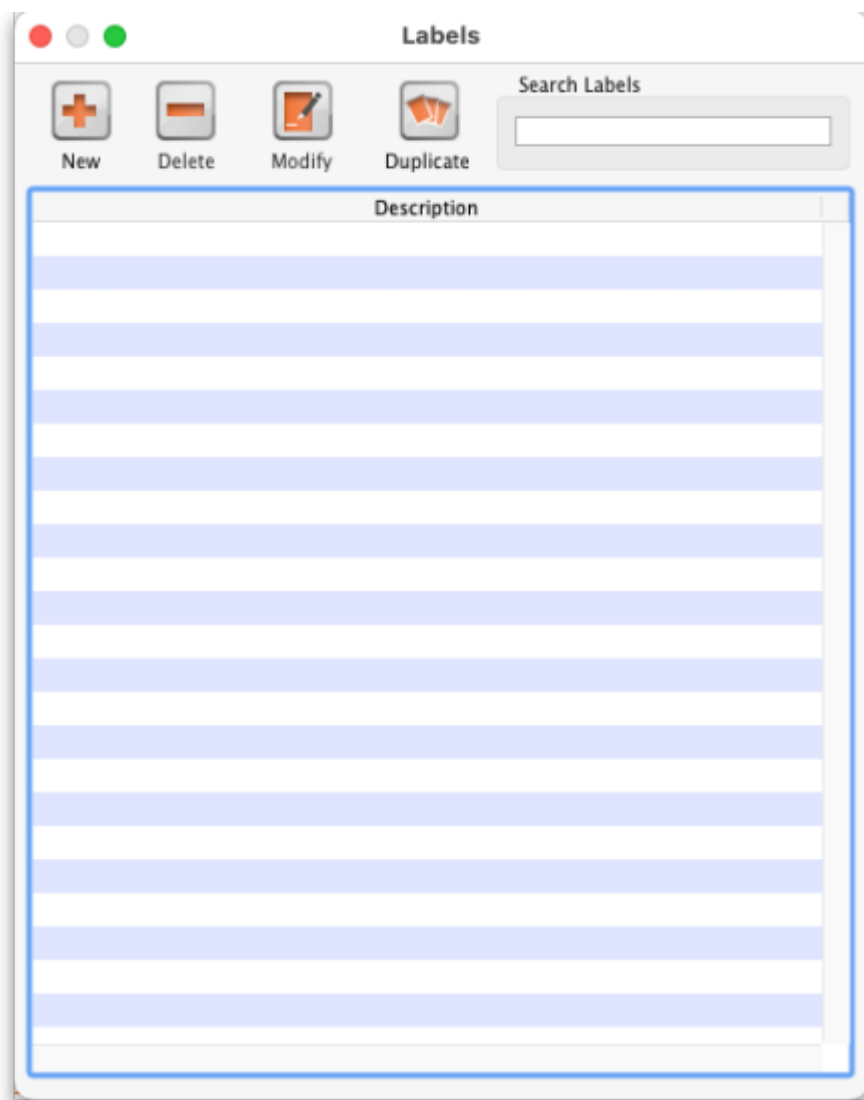 Labels
New
Delete
Modify
Duplicate
Search Labels
Description